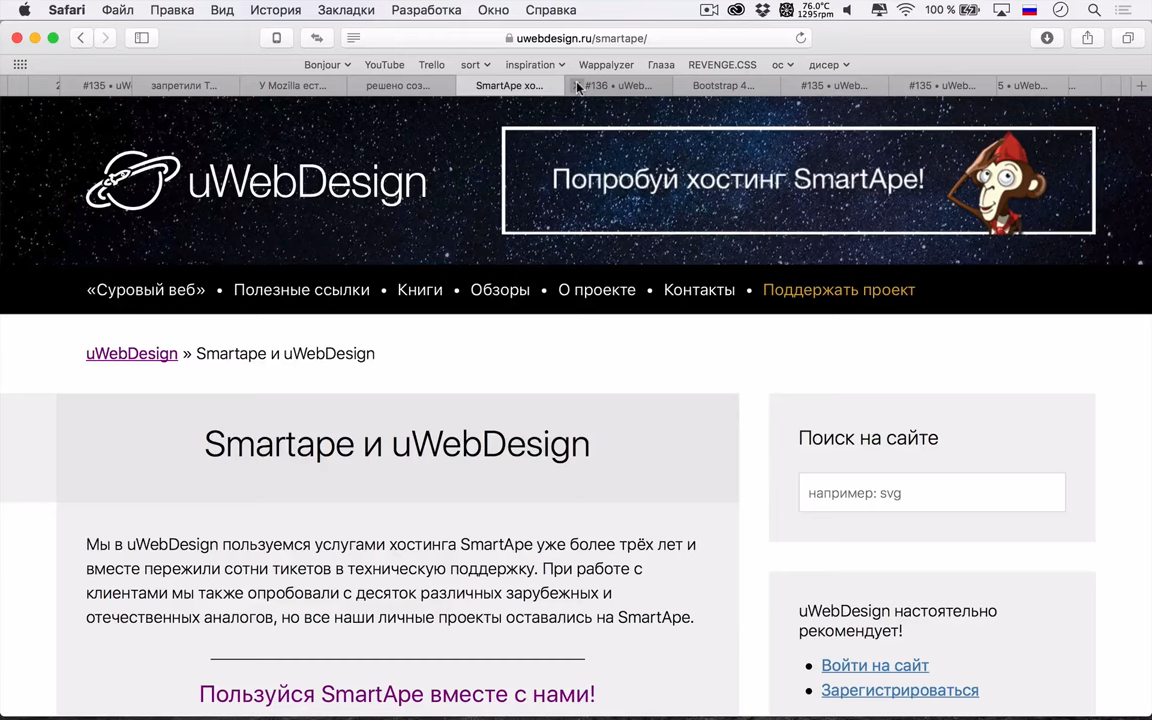 Safari Файл Правка Вид История Закладки Разработка Окно Справка 76.0°C 1295rpm 100 %
uwebdesign.ru/smartape/
Bonjour YouTube Trello sort inspiration Wappalyzer Глаза REVENGE.CSS ос дисер
2 #135 • uW запретили Т... У Mozilla ест... решено соз... SmartApe хо... #136 • uWeb... Bootstrap 4... #135 • uWeb... #135 • uWeb... 5 • uWeb... ...
uWebDesign
Попробуй хостинг SmartApe!
«Суровый веб» • Полезные ссылки • Книги • Обзоры • О проекте • Контакты • Поддержать проект
uWebDesign » Smartape и uWebDesign
Smartape и uWebDesign
Мы в uWebDesign пользуемся услугами хостинга SmartApe уже более трёх лет и
вместе пережили сотни тикетов в техническую поддержку. При работе с
клиентами мы также опробовали с десяток различных зарубежных и
отечественных аналогов, но все наши личные проекты оставались на SmartApe.
Пользуйся SmartApe вместе с нами!
Поиск на сайте
например: svg
uWebDesign настоятельно
рекомендует!
• Войти на сайт
• Зарегистрироваться